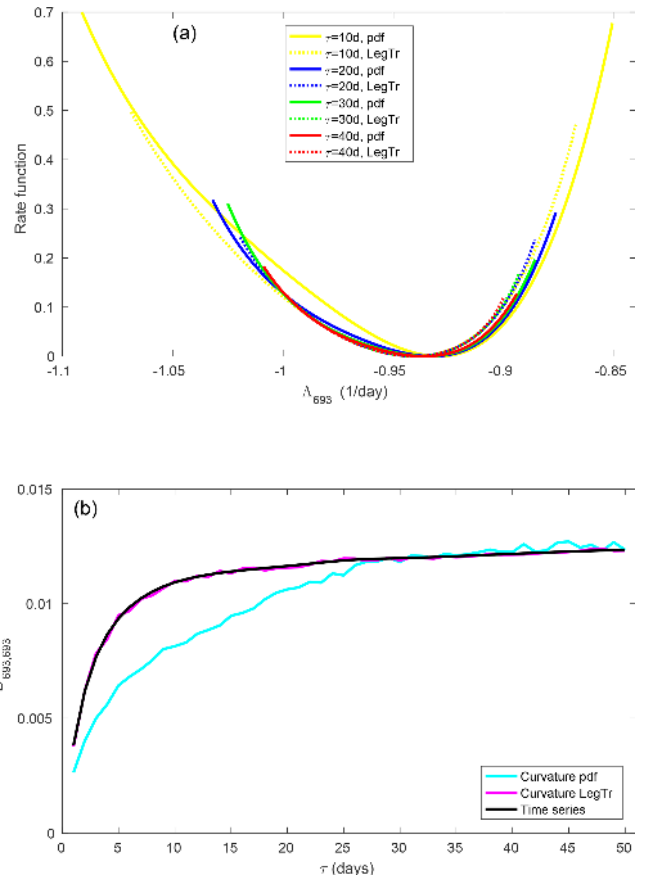 0.7
0.6
0.5
0.4
0.3
0.2
0.1
0
Rate function
(a)
τ=10d, pdf
τ=10d, LegTr
τ=20d, pdf
τ=20d, LegTr
τ=30d, pdf
τ=30d, LegTr
τ=40d, pdf
τ=40d, LegTr
-1.1 -1.05 -1 -0.95 -0.9 -0.85
Λ693 (1/day)
(b)
0.015
0.01
0.005
0
693,693
Curvature pdf
Curvature LegTr
Time series
0 5 10 15 20 25 30 35 40 45 50
τ (days)